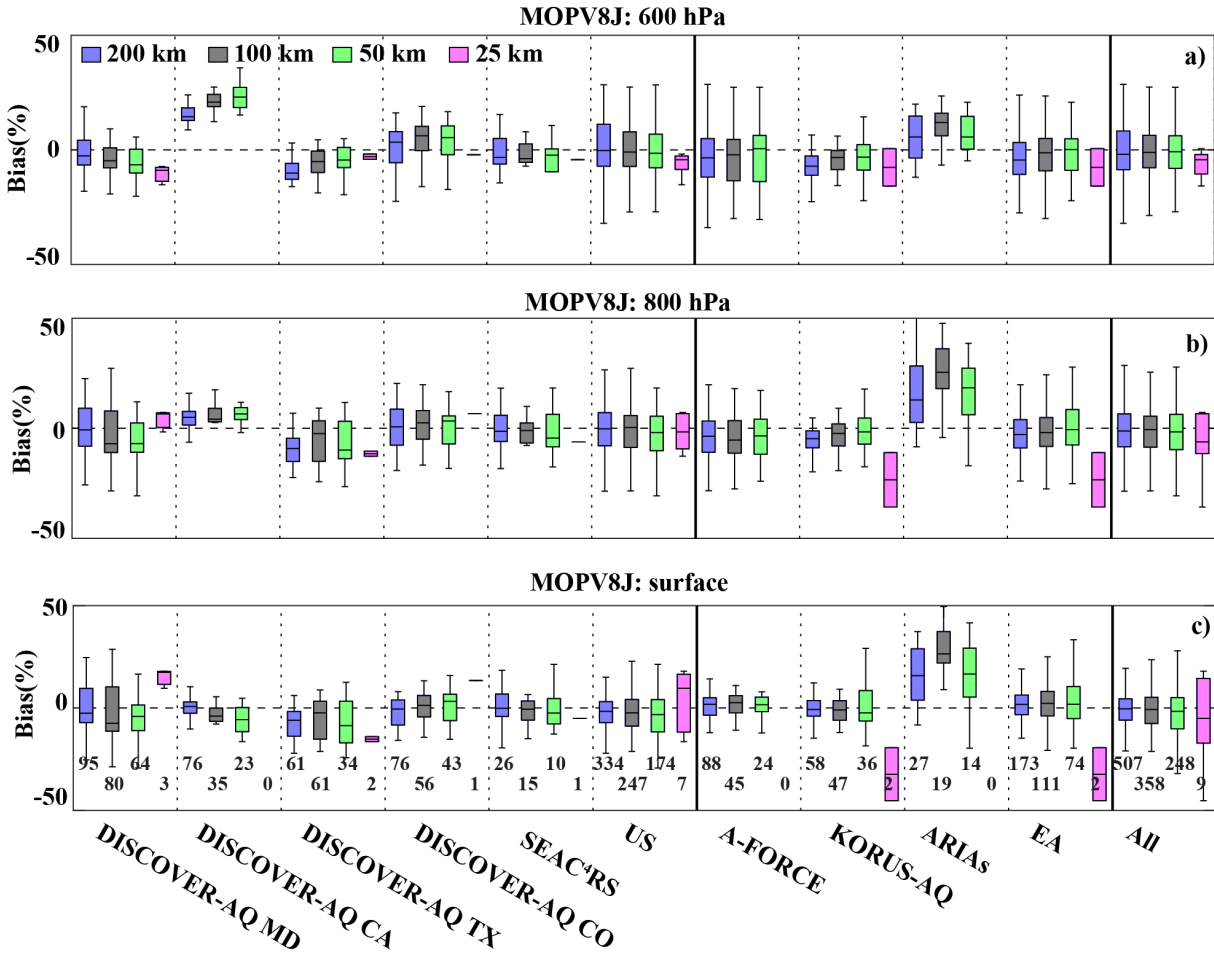 MOPV8J: 600 hPa
50
200 km 100 km 50 km 25 km
a)
Bias(%)
0
-50
MOPV8J: 800 hPa
50
b)
Bias(%)
0
-50
MOPV8J: surface
50
c)
Bias(%)
0
95 64 76 23 61 34 76 43 26 10 334 174 88 24 58 36 27 14 173 74 507 248
80 3 35 0 61 2 56 1 15 1 247 7 45 0 47 2 19 0 111 2 358 9
-50
DISCOVER-AQ MD
DISCOVER-AQ CA
DISCOVER-AQ TX
DISCOVER-AQ CO
SEAC⁴RS
US
A-FORCE
KORUS-AQ
ARIAs
EA
All